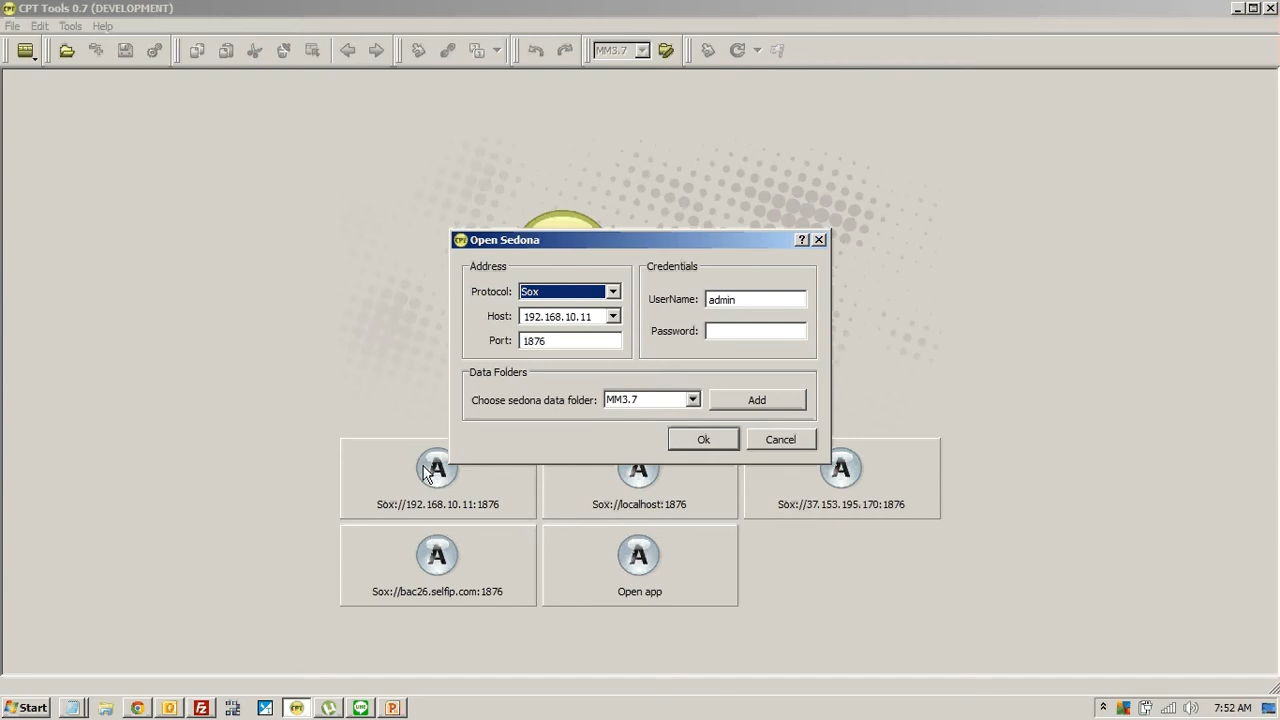 CPT Tools 0.7 (DEVELOPMENT)
File Edit Tools Help
MM3.7
CPT Open Sedona
Address
Protocol: Sox
Host: 192.168.10.11
Port: 1876
Credentials
UserName: admin
Password:
Data Folders
Choose sedona data folder: MM3.7 Add
Ok Cancel
A A A
Sox://192.168.10.11:1876 Sox://localhost:1876 Sox://37.153.195.170:1876
A A
Sox://bac26.selfip.com:1876 Open app
Start CPT LINE 7:52 AM